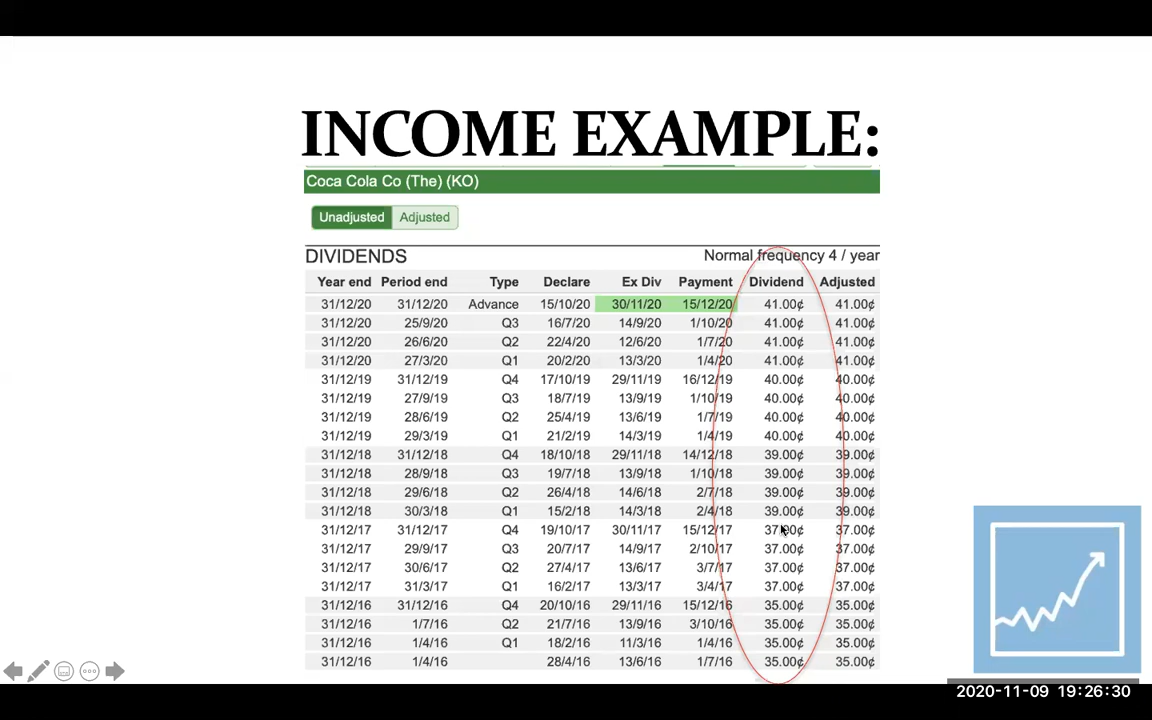 INCOME EXAMPLE:
Coca Cola Co (The) (KO)
Unadjusted Adjusted
DIVIDENDS Normal frequency 4 / year
Year end Period end Type Declare Ex Div Payment Dividend Adjusted
31/12/20 31/12/20 Advance 15/10/20 30/11/20 15/12/20 41.00¢ 41.00¢
31/12/20 25/9/20 Q3 16/7/20 14/9/20 1/10/20 41.00¢ 41.00¢
31/12/20 26/6/20 Q2 22/4/20 12/6/20 1/7/20 41.00¢ 41.00¢
31/12/20 27/3/20 Q1 20/2/20 13/3/20 1/4/20 41.00¢ 41.00¢
31/12/19 31/12/19 Q4 17/10/19 29/11/19 16/12/19 40.00¢ 40.00¢
31/12/19 27/9/19 Q3 18/7/19 13/9/19 1/10/19 40.00¢ 40.00¢
31/12/19 28/6/19 Q2 25/4/19 13/6/19 1/7/19 40.00¢ 40.00¢
31/12/19 29/3/19 Q1 21/2/19 14/3/19 1/4/19 40.00¢ 40.00¢
31/12/18 31/12/18 Q4 18/10/18 29/11/18 14/12/18 39.00¢ 39.00¢
31/12/18 28/9/18 Q3 19/7/18 13/9/18 1/10/18 39.00¢ 39.00¢
31/12/18 29/6/18 Q2 26/4/18 14/6/18 2/7/18 39.00¢ 39.00¢
31/12/18 30/3/18 Q1 15/2/18 14/3/18 2/4/18 39.00¢ 39.00¢
31/12/17 31/12/17 Q4 19/10/17 30/11/17 15/12/17 37.00¢ 37.00¢
31/12/17 29/9/17 Q3 20/7/17 14/9/17 2/10/17 37.00¢ 37.00¢
31/12/17 30/6/17 Q2 27/4/17 13/6/17 3/7/17 37.00¢ 37.00¢
31/12/17 31/3/17 Q1 16/2/17 13/3/17 3/4/17 37.00¢ 37.00¢
31/12/16 31/12/16 Q4 20/10/16 29/11/16 15/12/16 35.00¢ 35.00¢
31/12/16 1/7/16 Q2 21/7/16 13/9/16 3/10/16 35.00¢ 35.00¢
31/12/16 1/4/16 Q1 18/2/16 11/3/16 1/4/16 35.00¢ 35.00¢
31/12/16 1/4/16 28/4/16 13/6/16 1/7/16 35.00¢ 35.00¢
2020-11-09 19:26:30